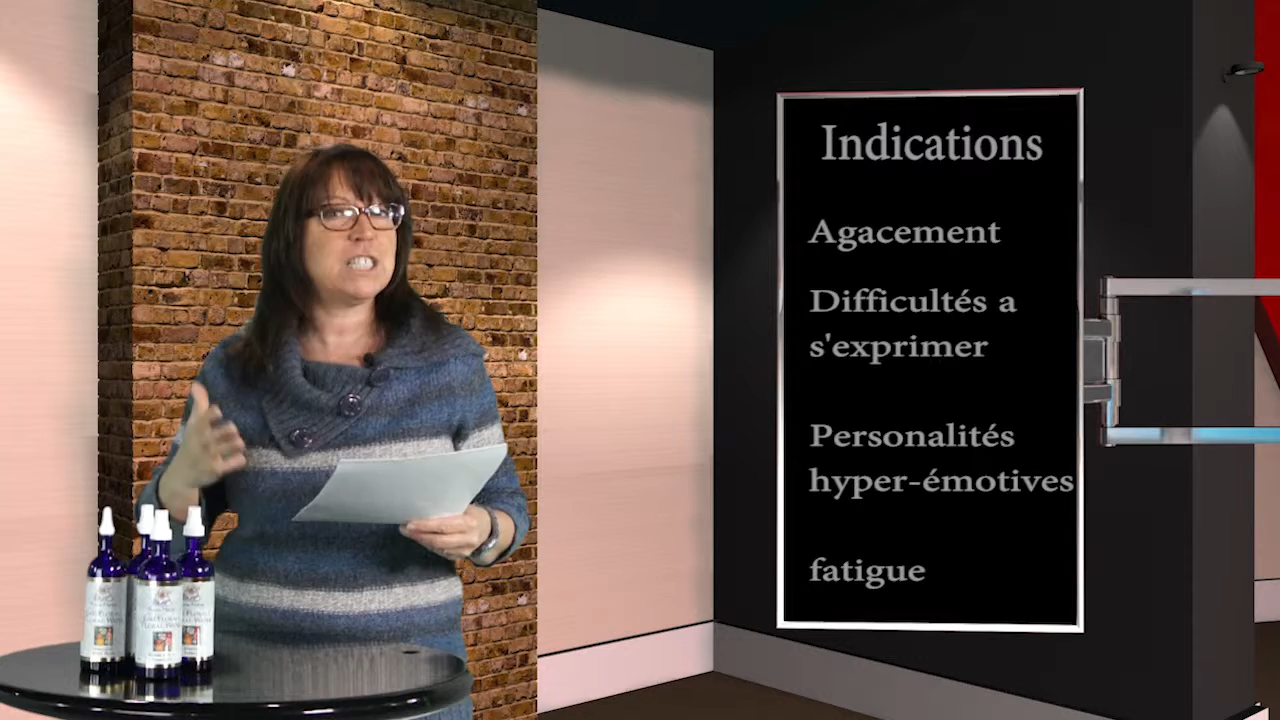 Indications
Agacement
Difficultés a
s'exprimer
Personalités
hyper-émotives
fatigue